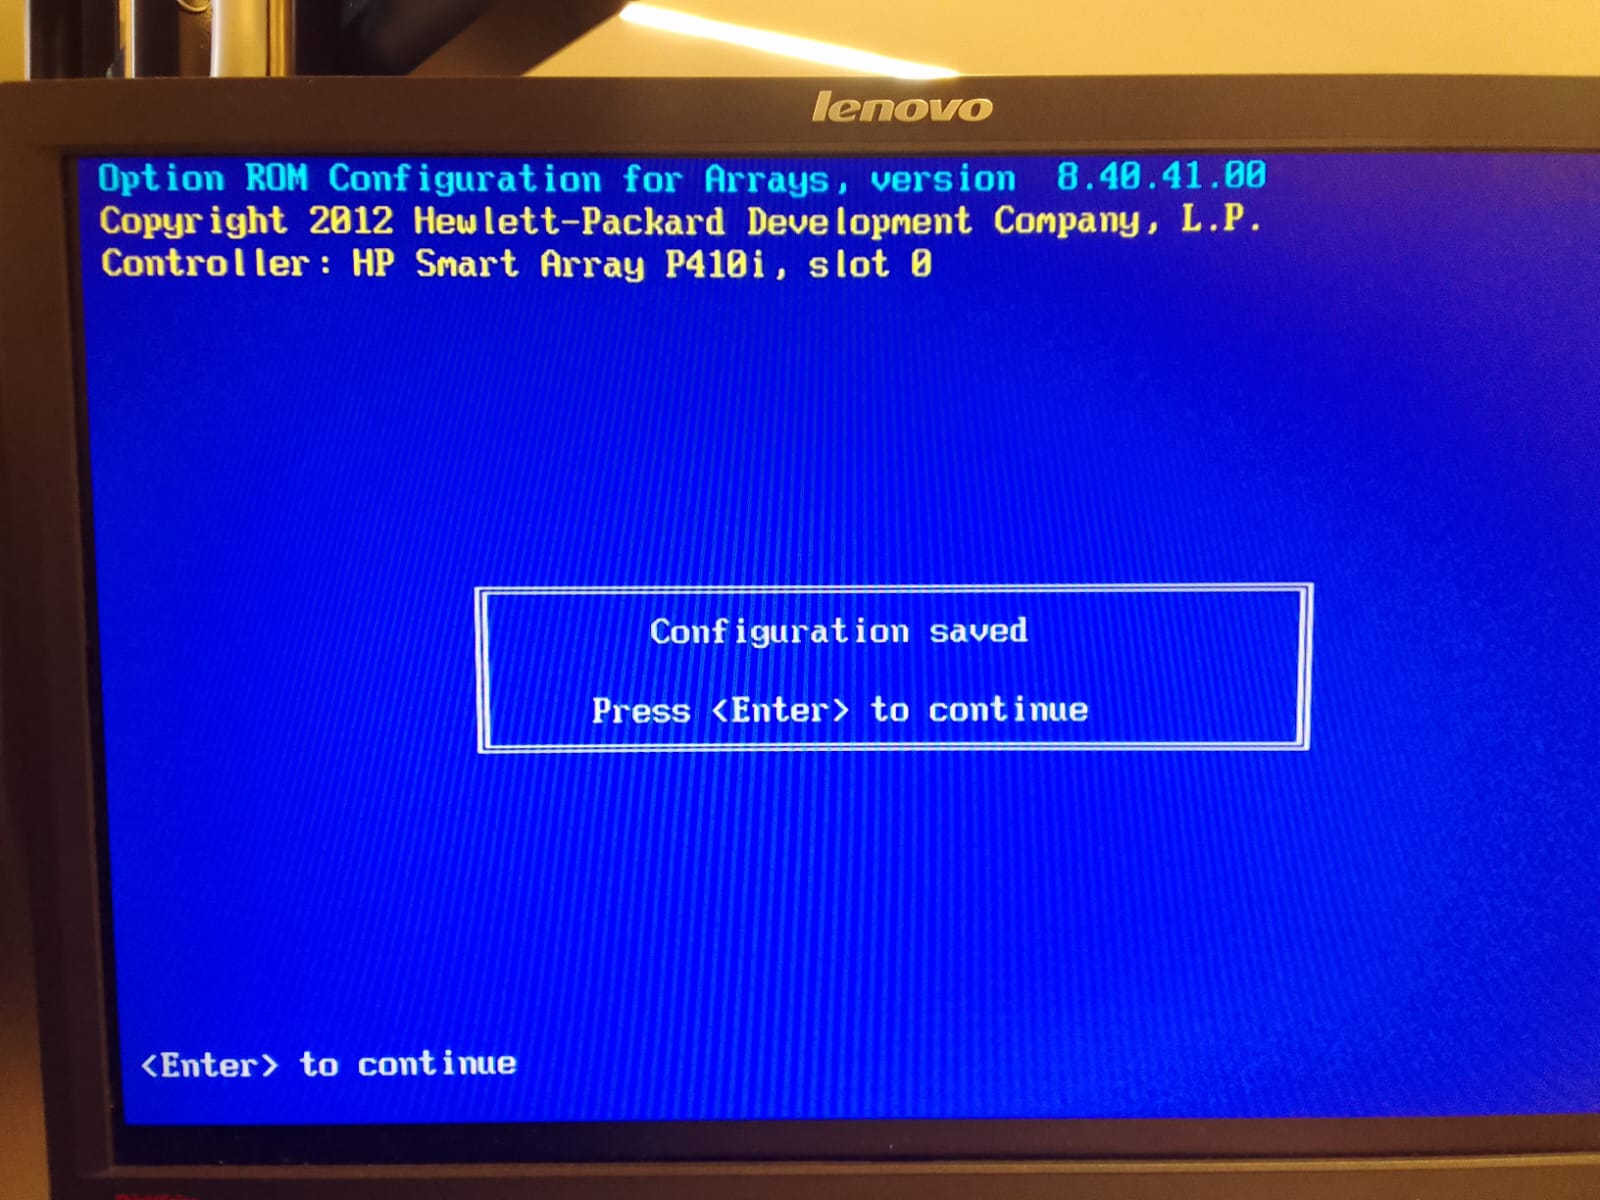 lenovo
Option ROM Configuration for Arrays, version 8.40.41.00
Copyright 2012 Hewlett-Packard Development Company, L.P.
Controller: HP Smart Array P410i, slot 0
Configuration saved
Press <Enter> to continue
<Enter> to continue